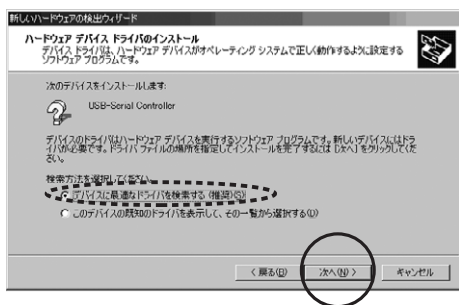 新しいハードウェアの検出ウィザード
ハードウェア デバイス ドライバのインストール
デバイス ドライバは、ハードウェア デバイスがオペレーティング システムで正しく動作するように設定する
ソフトウェア プログラムです。
次のデバイスをインストールします:
USB-Serial Controller
デバイスのドライバはハードウェア デバイスを実行するソフトウェア プログラムです。新しいデバイスにはドラ
イバが必要です。ドライバ ファイルの場所を指定してインストールを完了するには [次へ] をクリックしてくだ
さい。
検索方法を選択してください。
デバイスに最適なドライバを検索する (推奨)(S)
このデバイスの既知のドライバを表示して、その一覧から選択する(D)
< 戻る(B)
次へ(N) >
キャンセル